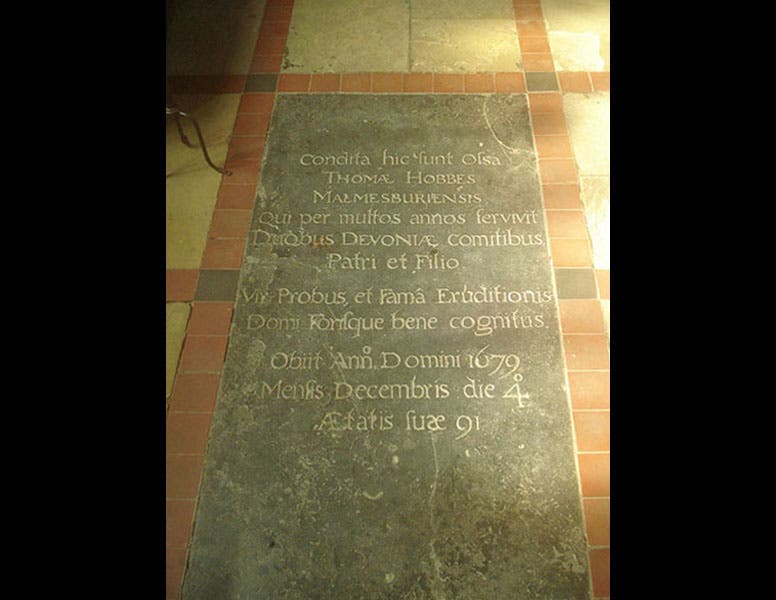 Condita hic ſunt Oſsa
THOMÆ HOBBES
MALMESBURIENSIS
Qui per multos annos ſervivit
Duobus DEVONIÆ comitibus
Patri et Filio
Vir Probus, et Famâ Eruditionis
Domi Foriſque bene cognitus.
Obiit Anno. Domini 1679
Menſis Decembris die 4o
Ætatis ſuæ 91